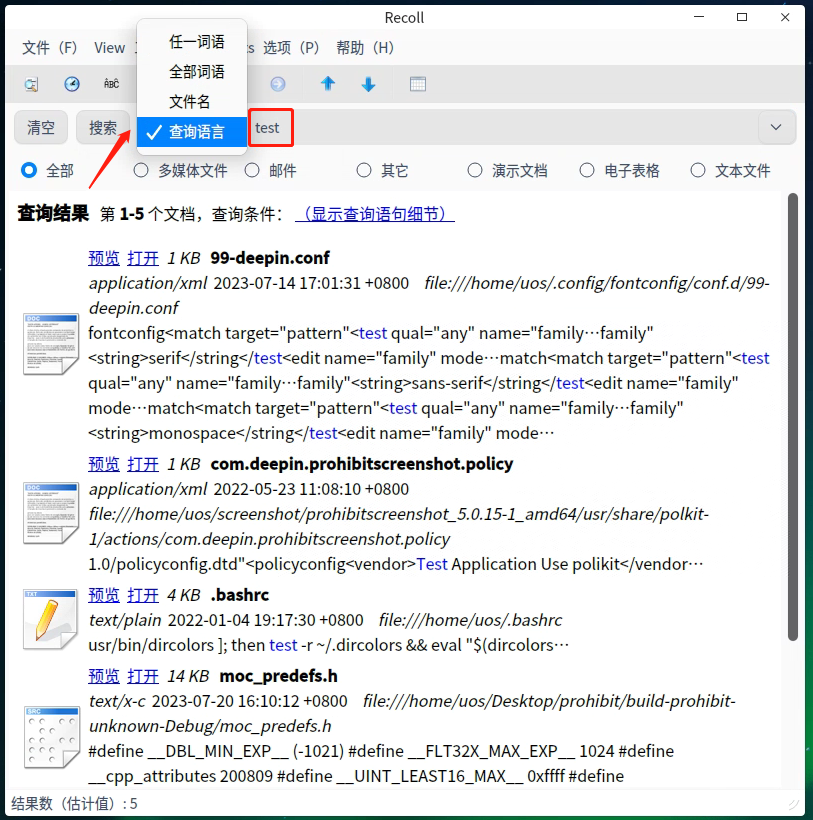 Recoll
文件（F） View
选项（P） 帮助（H）
任一词语
全部词语
文件名
查询语言
ABC
清空
搜索
test
全部 多媒体文件 邮件 其它 演示文档 电子表格 文本文件
查询结果 第 1-5 个文档，查询条件： （显示查询语句细节）
预览 打开 1 KB 99-deepin.conf
application/xml 2023-07-14 17:01:31 +0800 file:///home/uos/.config/fontconfig/conf.d/99-
deepin.conf
fontconfig<match target="pattern"<test qual="any" name="family…family"
<string>serif</string</test<edit name="family" mode…match<match target="pattern"<test
qual="any" name="family…family"<string>sans-serif</string</test<edit name="family"
mode…match<match target="pattern"<test qual="any" name="family…family"
<string>monospace</string</test<edit name="family" mode…
DOC
预览 打开 1 KB com.deepin.prohibitscreenshot.policy
application/xml 2022-05-23 11:08:10 +0800
file:///home/uos/screenshot/prohibitscreenshot_5.0.15-1_amd64/usr/share/polkit-
1/actions/com.deepin.prohibitscreenshot.policy
1.0/policyconfig.dtd"<policyconfig<vendor>Test Application Use polikit</vendor…
DOC
预览 打开 4 KB .bashrc
text/plain 2022-01-04 19:17:30 +0800 file:///home/uos/.bashrc
usr/bin/dircolors ]; then test -r ~/.dircolors && eval "$(dircolors…
TXT
预览 打开 14 KB moc_predefs.h
text/x-c 2023-07-20 16:10:12 +0800 file:///home/uos/Desktop/prohibit/build-prohibit-
unknown-Debug/moc_predefs.h
#define __DBL_MIN_EXP__ (-1021) #define __FLT32X_MAX_EXP__ 1024 #define
__cpp_attributes 200809 #define __UINT_LEAST16_MAX__ 0xffff #define
SRC
结果数（估计值）: 5